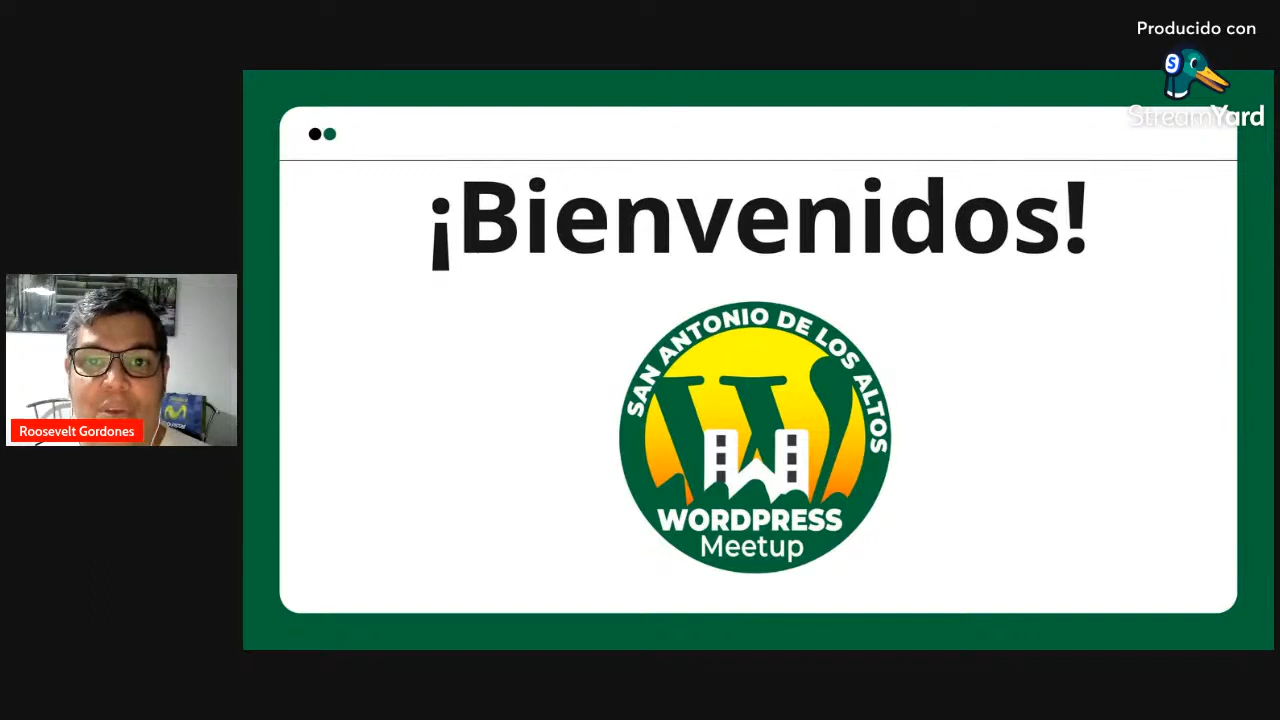 Producido con
S
StreamYard
¡Bienvenidos!
SAN ANTONIO DE LOS ALTOS
W
WORDPRESS
Meetup
Roosevelt Gordones